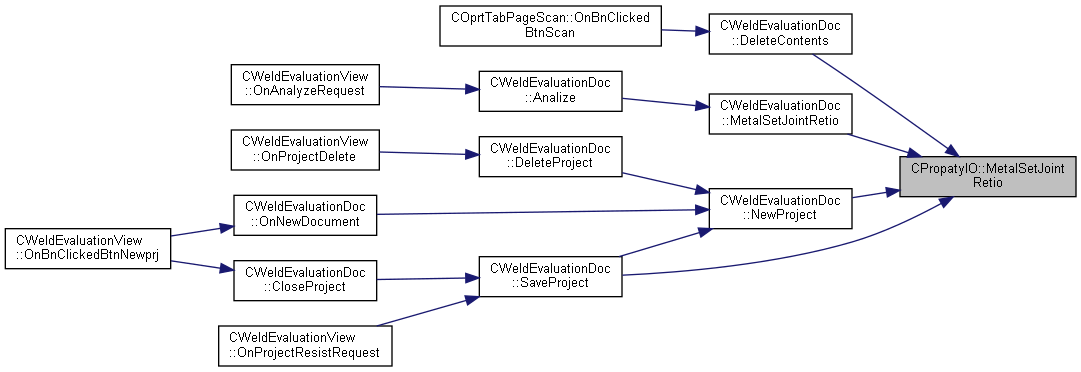 COprtTabPageScan::OnBnClicked
BtnScan
CWeldEvaluationDoc
::DeleteContents
CWeldEvaluationView
::OnAnalyzeRequest
CWeldEvaluationDoc
::Analize
CWeldEvaluationDoc
::MetalSetJointRetio
CWeldEvaluationView
::OnProjectDelete
CWeldEvaluationDoc
::DeleteProject
CPropatyIO::MetalSetJoint
Retio
CWeldEvaluationDoc
::OnNewDocument
CWeldEvaluationDoc
::NewProject
CWeldEvaluationView
::OnBnClickedBtnNewprj
CWeldEvaluationDoc
::CloseProject
CWeldEvaluationDoc
::SaveProject
CWeldEvaluationView
::OnProjectResistRequest